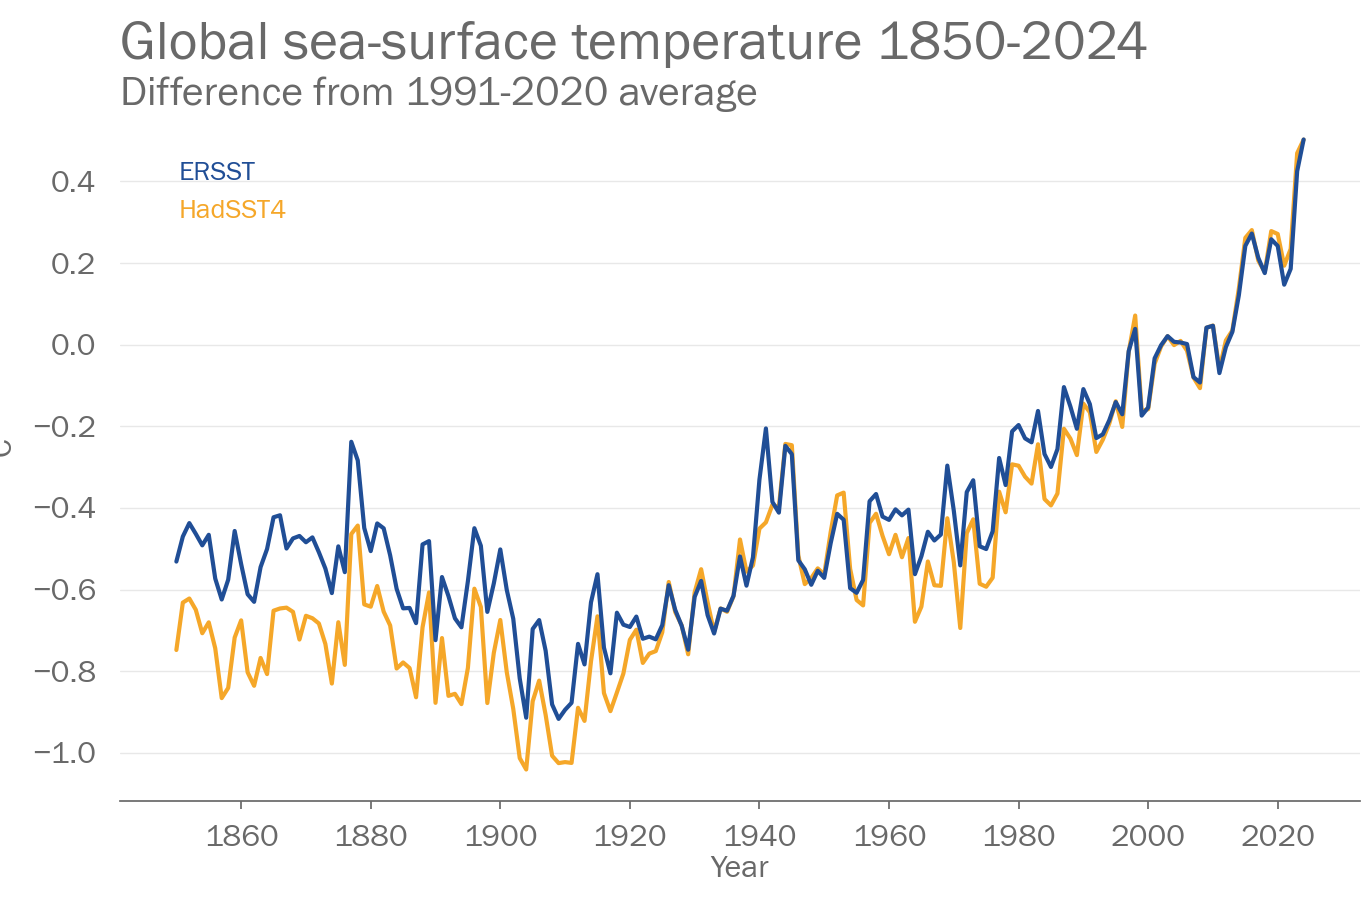 Global sea-surface temperature 1850-2024
Difference from 1991-2020 average
ERSST
HadSST4
0.4
0.2
0.0
−0.2
−0.4
−0.6
−0.8
−1.0
1860 1880 1900 1920 1940 1960 1980 2000 2020
Year